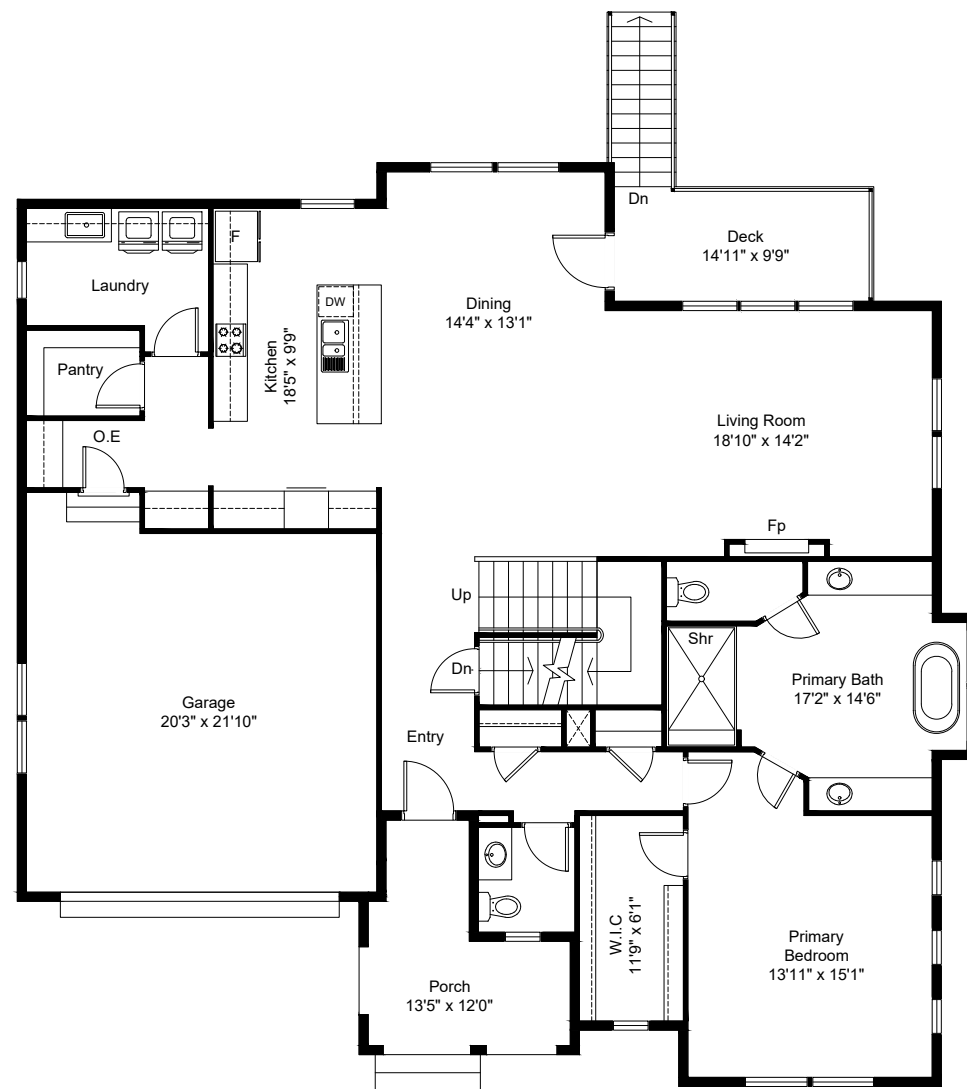 Dn
Deck
14'11" x 9'9"
F
Laundry
DW
Dining
14'4" x 13'1"
Kitchen
18'5" x 9'9"
Pantry
O.E
Living Room
18'10" x 14'2"
Fp
Up
Shr
Dn
Primary Bath
17'2" x 14'6"
Garage
20'3" x 21'10"
Entry
W.I.C
11'9" x 6'1"
Primary
Bedroom
13'11" x 15'1"
Porch
13'5" x 12'0"